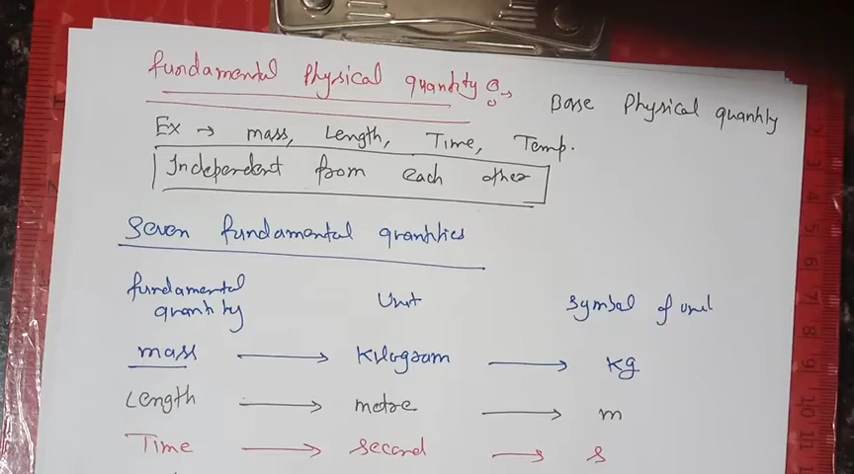 fundamental Physical quantity :→ Base Physical quantity
Ex → mass, Length, Time, Temp.
Independent from each other
Seven fundamental quantities
fundamental quantity Unit Symbol of unit
mass → Kilogram → Kg
Length → metre → m
Time → second → s